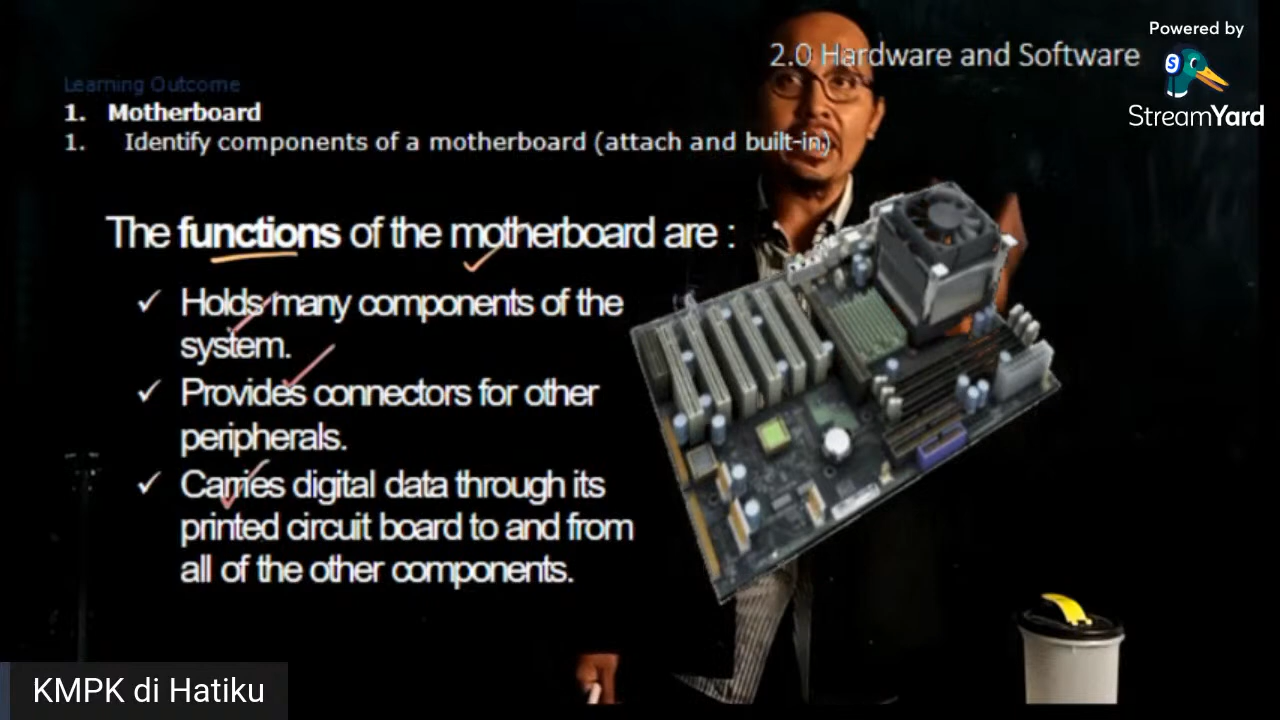 Powered by
StreamYard
2.0 Hardware and Software
Learning Outcome
1. Motherboard
1. Identify components of a motherboard (attach and built-in)
The functions of the motherboard are :
✓ Holds many components of the
system.
✓ Provides connectors for other
peripherals.
✓ Carries digital data through its
printed circuit board to and from
all of the other components.
KMPK di Hatiku